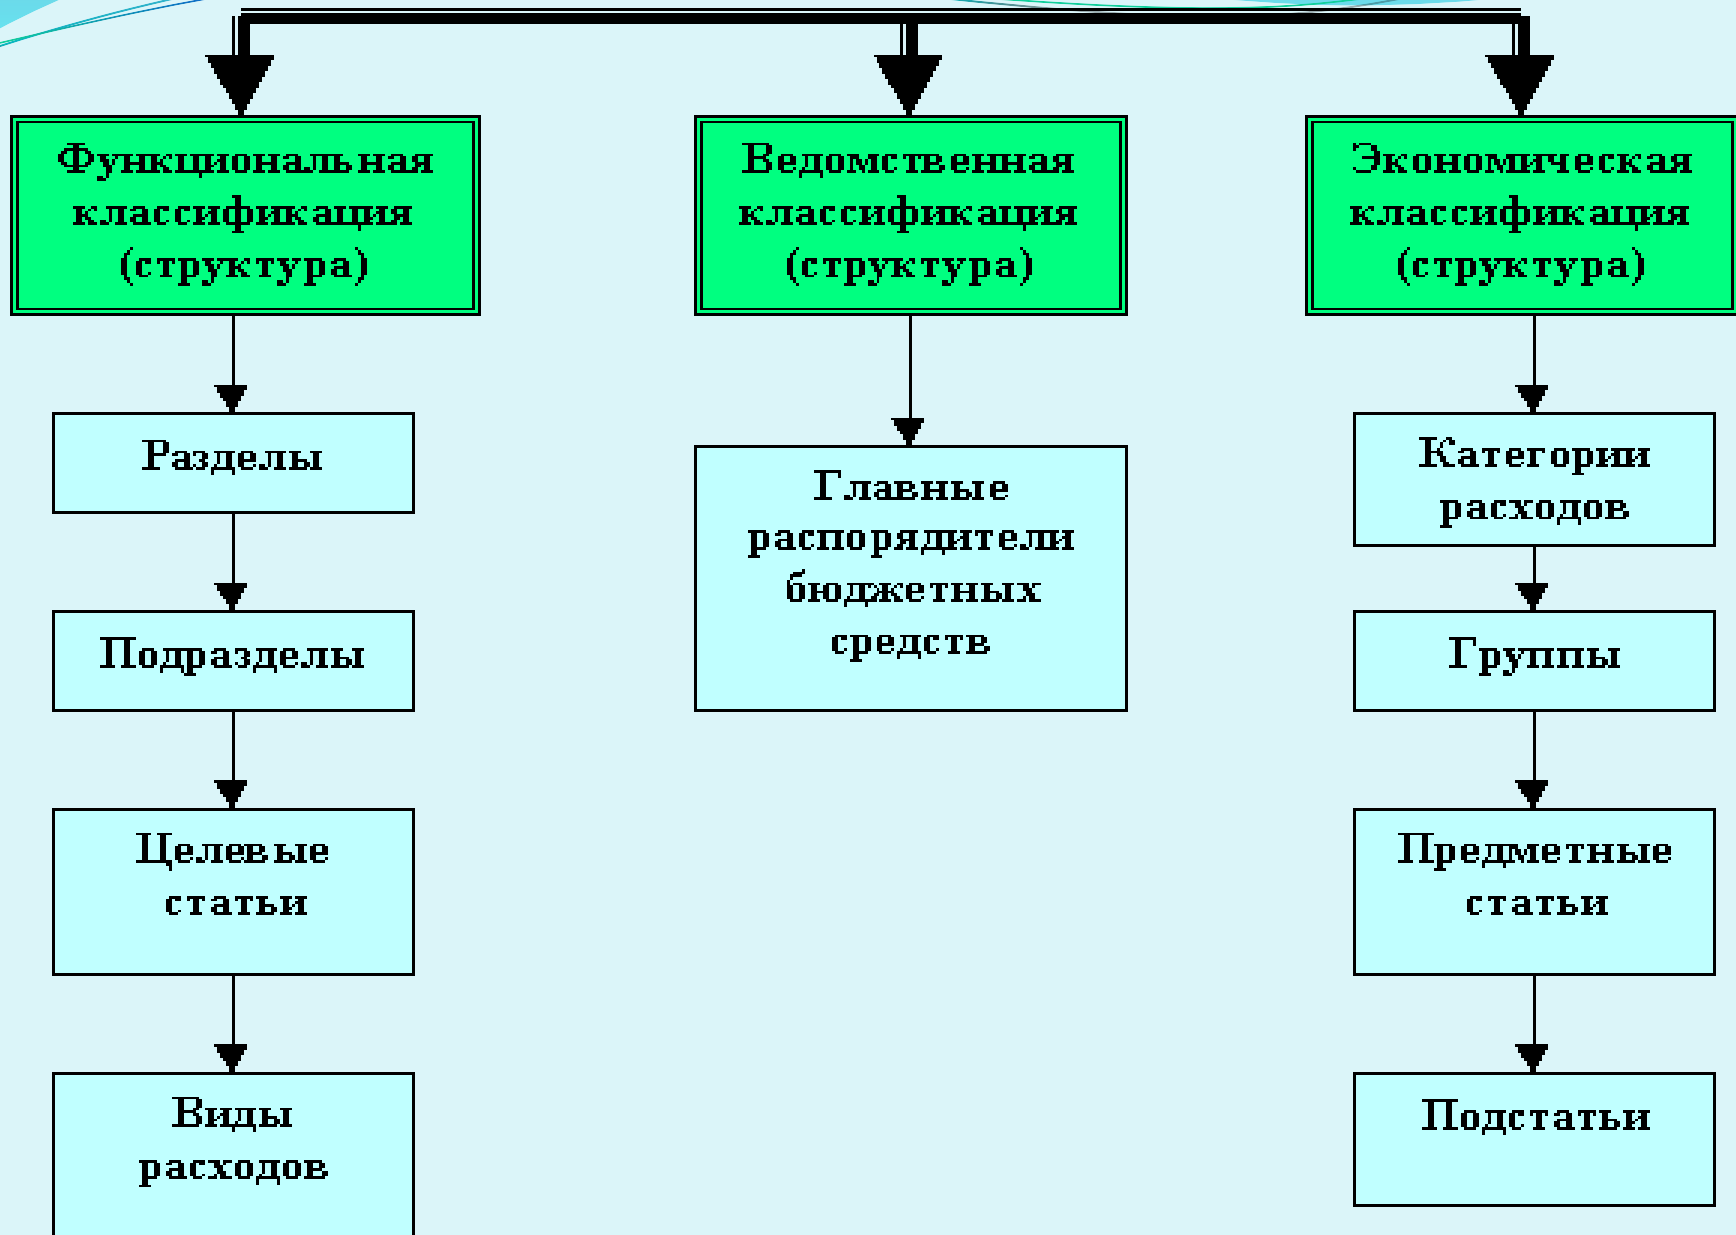 Функциональная
классификация
(структура)
Ведомственная
классификация
(структура)
Экономическая
классификация
(структура)
Разделы
Подразделы
Целевые
статьи
Виды
расходов
Главные
распорядители
бюджетных
средств
Категории
расходов
Группы
Предметные
статьи
Подстатьи